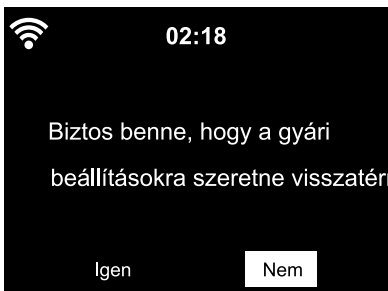 02:18
Biztos benne, hogy a gyári
beállításokra szeretne visszatér
Igen Nem